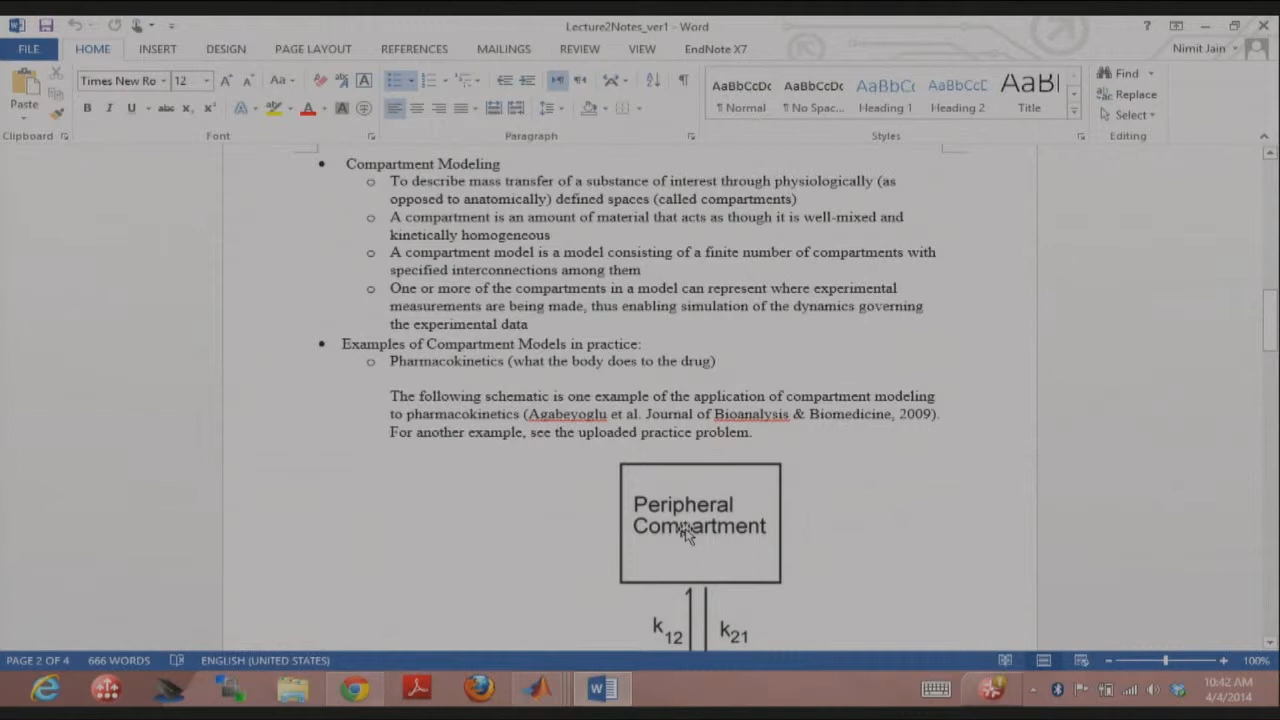 Lecture2Notes_ver1 - Word
FILE HOME INSERT DESIGN PAGE LAYOUT REFERENCES MAILINGS REVIEW VIEW EndNote X7 Nimit Jain
Times New Ro 12 Aa
Paste
B I U abc X₂ X²
AaBbCcDc AaBbCcDc AaBbC AaBbCcD AaBl
¶ Normal ¶ No Spac... Heading 1 Heading 2 Title
Find
Replace
Select
Clipboard Font Paragraph Styles Editing
• Compartment Modeling
o To describe mass transfer of a substance of interest through physiologically (as
opposed to anatomically) defined spaces (called compartments)
o A compartment is an amount of material that acts as though it is well-mixed and
kinetically homogeneous
o A compartment model is a model consisting of a finite number of compartments with
specified interconnections among them
o One or more of the compartments in a model can represent where experimental
measurements are being made, thus enabling simulation of the dynamics governing
the experimental data
• Examples of Compartment Models in practice:
o Pharmacokinetics (what the body does to the drug)
The following schematic is one example of the application of compartment modeling
to pharmacokinetics (Agabeyoglu et al. Journal of Bioanalysis & Biomedicine, 2009).
For another example, see the uploaded practice problem.
Peripheral
Compartment
k12 k21
PAGE 2 OF 4 666 WORDS ENGLISH (UNITED STATES) 100%
10:42 AM
4/4/2014